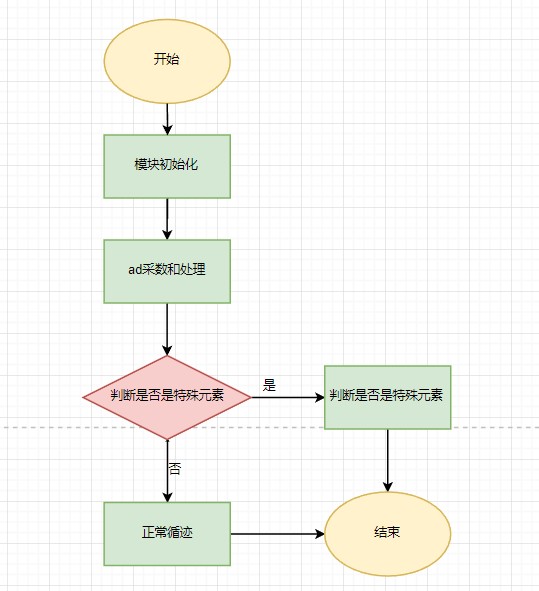 开始
模块初始化
ad采数和处理
判断是否是特殊元素
是
判断是否是特殊元素
否
正常循迹
结束